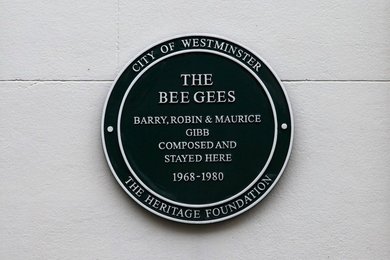 CITY OF WESTMINSTER
THE
BEE GEES
BARRY, ROBIN & MAURICE
GIBB
COMPOSED AND
STAYED HERE
1968-1980
THE HERITAGE FOUNDATION